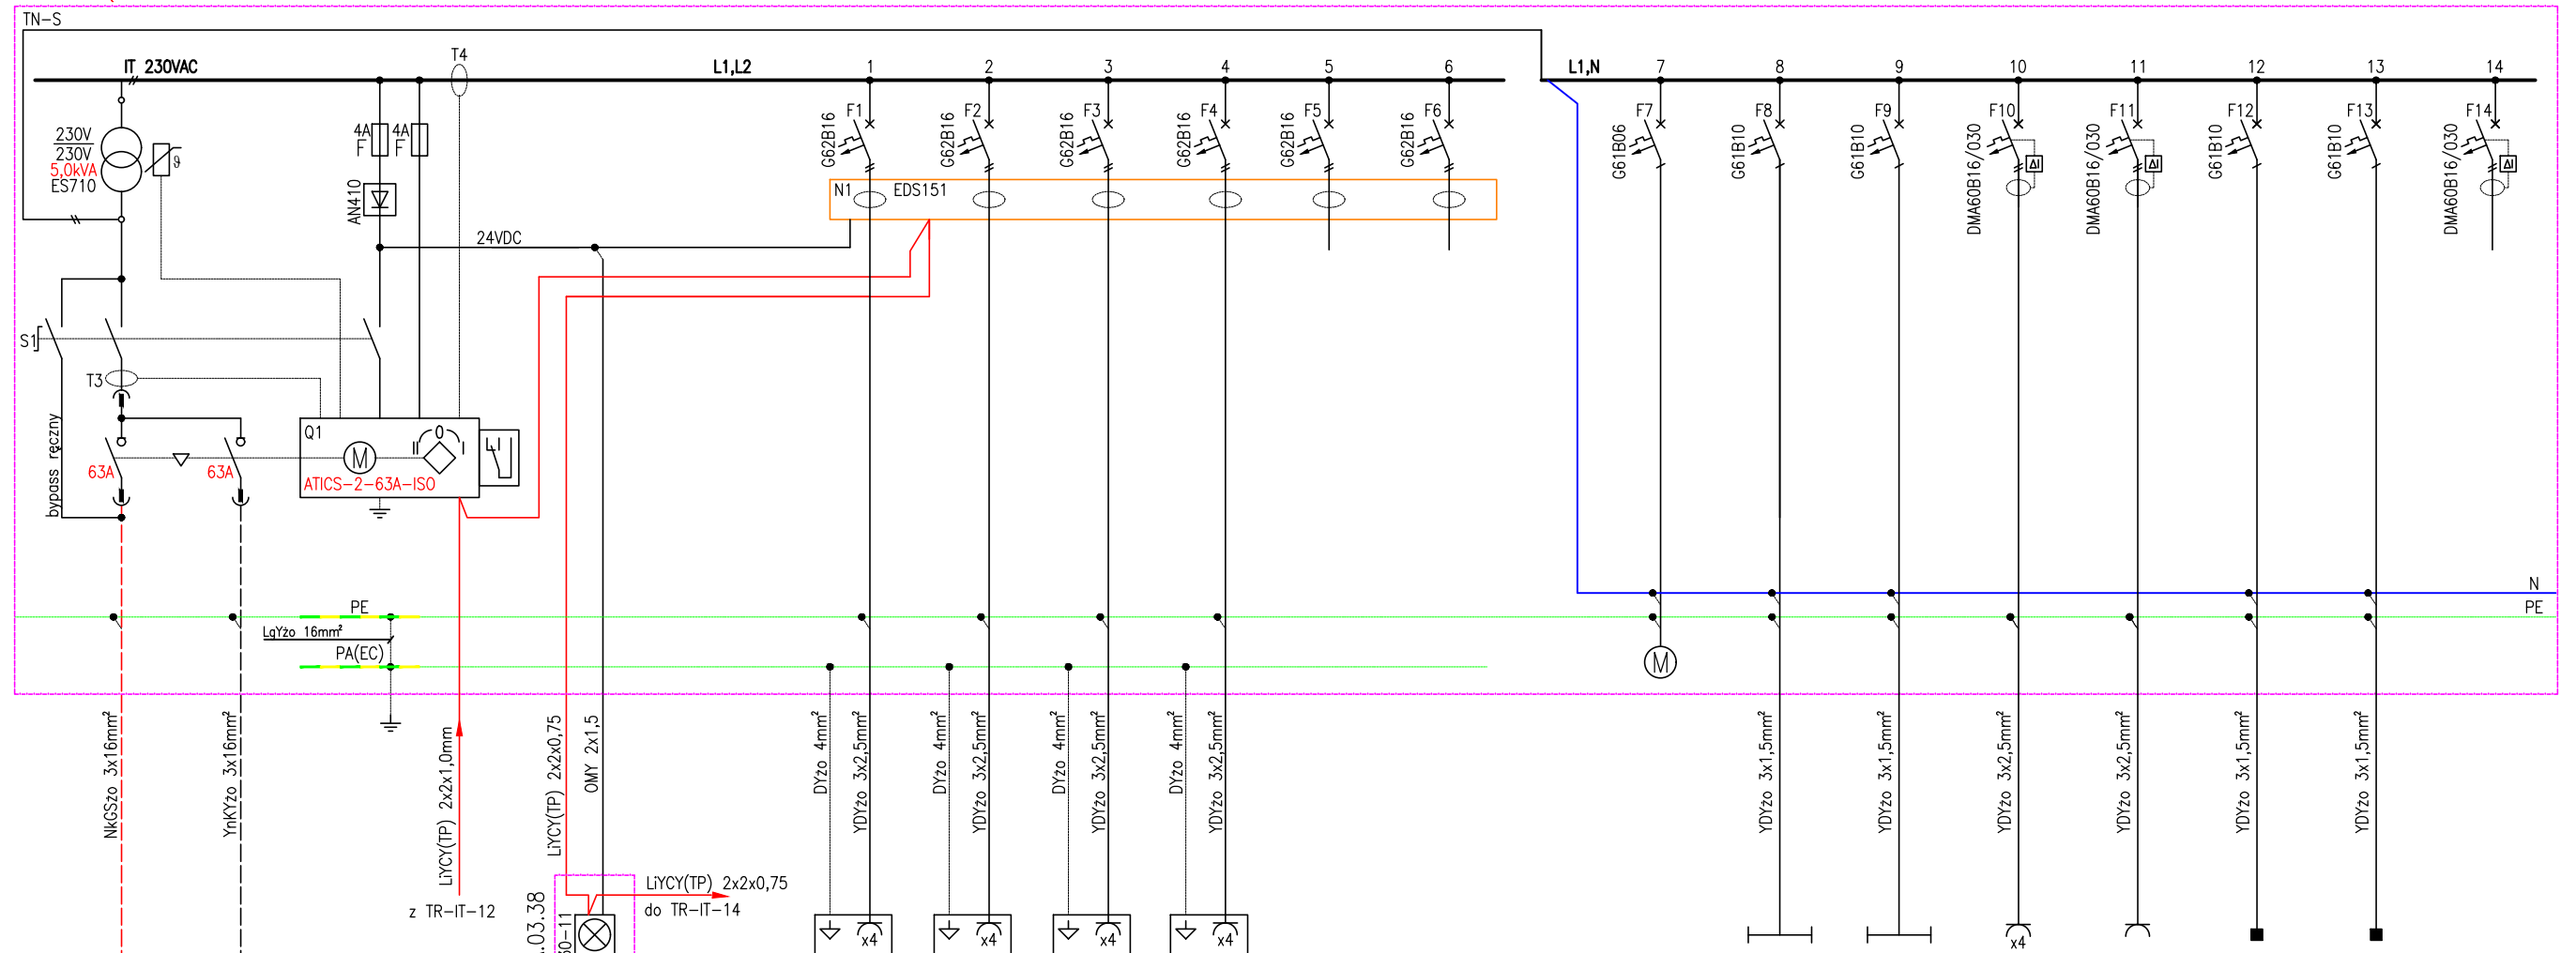 TN-S
IT 230VAC
T4
L1,L2
1
2
3
4
5
6
L1,N
7
8
9
10
11
12
13
14
230V
230V
5,0kVA
ES710
ϑ
4A
F
4A
F
AN410
F1
G62B16
F2
G62B16
F3
G62B16
F4
G62B16
F5
G62B16
F6
G62B16
F7
G61B06
F8
G61B10
F9
G61B10
F10
DMA60B16/030
ΔI
F11
DMA60B16/030
ΔI
F12
G61B10
F13
G61B10
F14
DMA60B16/030
ΔI
N1
EDS151
24VDC
S1
T3
bypass ręczny
63A
63A
Q1
M
II
0
I
ATICS-2-63A-ISO
N
PE
PE
LgYżo 16mm²
PA(EC)
M
NkGSżo 3x16mm²
YnKYżo 3x16mm²
LiYCY(TP) 2x2x1,0mm
LiYCY(TP) 2x2x0,75
OMY 2x1,5
DYżo 4mm²
YDYżo 3x2,5mm²
DYżo 4mm²
YDYżo 3x2,5mm²
DYżo 4mm²
YDYżo 3x2,5mm²
DYżo 4mm²
YDYżo 3x2,5mm²
YDYżo 3x1,5mm²
YDYżo 3x1,5mm²
YDYżo 3x2,5mm²
YDYżo 3x2,5mm²
YDYżo 3x1,5mm²
YDYżo 3x1,5mm²
z TR-IT-12
LiYCY(TP) 2x2x0,75
do TR-IT-14
.03.38
x4
x4
x4
x4
x4